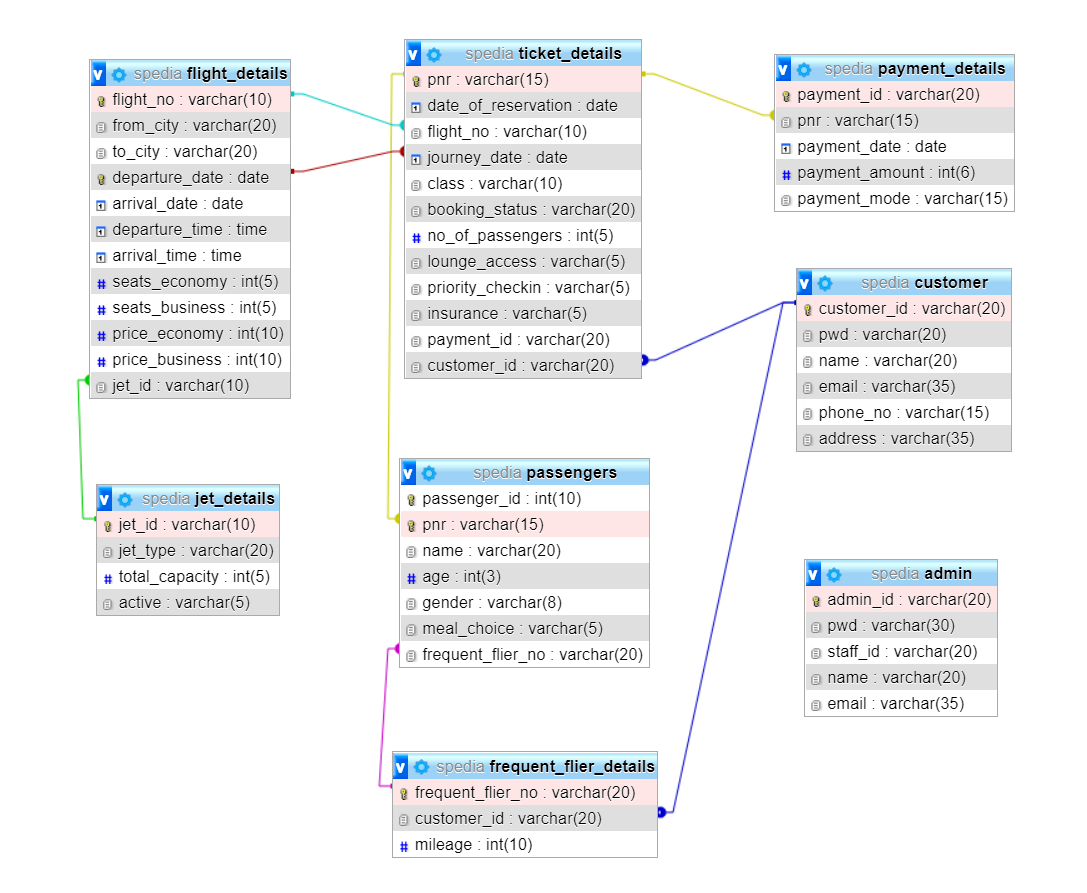 v spedia flight_details
flight_no : varchar(10)
from_city : varchar(20)
to_city : varchar(20)
departure_date : date
arrival_date : date
departure_time : time
arrival_time : time
# seats_economy : int(5)
# seats_business : int(5)
# price_economy : int(10)
# price_business : int(10)
jet_id : varchar(10)
v spedia ticket_details
pnr : varchar(15)
date_of_reservation : date
flight_no : varchar(10)
journey_date : date
class : varchar(10)
booking_status : varchar(20)
# no_of_passengers : int(5)
lounge_access : varchar(5)
priority_checkin : varchar(5)
insurance : varchar(5)
payment_id : varchar(20)
customer_id : varchar(20)
v spedia payment_details
payment_id : varchar(20)
pnr : varchar(15)
payment_date : date
# payment_amount : int(6)
payment_mode : varchar(15)
v spedia customer
customer_id : varchar(20)
pwd : varchar(20)
name : varchar(20)
email : varchar(35)
phone_no : varchar(15)
address : varchar(35)
v spedia jet_details
jet_id : varchar(10)
jet_type : varchar(20)
# total_capacity : int(5)
active : varchar(5)
v spedia passengers
passenger_id : int(10)
pnr : varchar(15)
name : varchar(20)
# age : int(3)
gender : varchar(8)
meal_choice : varchar(5)
frequent_flier_no : varchar(20)
v spedia admin
admin_id : varchar(20)
pwd : varchar(30)
staff_id : varchar(20)
name : varchar(20)
email : varchar(35)
v spedia frequent_flier_details
frequent_flier_no : varchar(20)
customer_id : varchar(20)
# mileage : int(10)